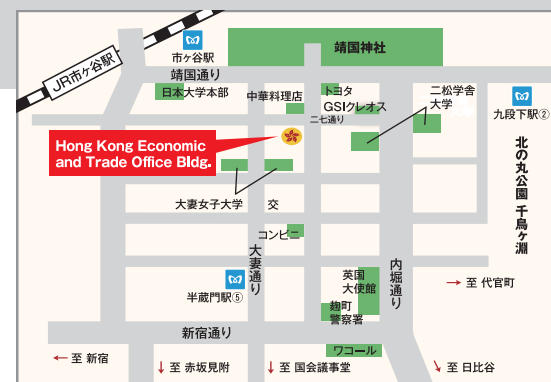 靖国神社
市ヶ谷駅
JR市ヶ谷駅
靖国通り
日本大学本部
中華料理店
トヨタ
GSIクレオス
二七通り
二松学舎
大学
九段下駅②
Hong Kong Economic
and Trade Office Bldg.
北の丸公園 千鳥ヶ淵
大妻女子大学
交
コンビニ
大妻通り
内堀通り
英国
大使館
半蔵門駅⑤
→ 至 代官町
麹町
警察署
新宿通り
ワコール
← 至 新宿
↓ 至 赤坂見附
↓ 至 国会議事堂
↘ 至 日比谷